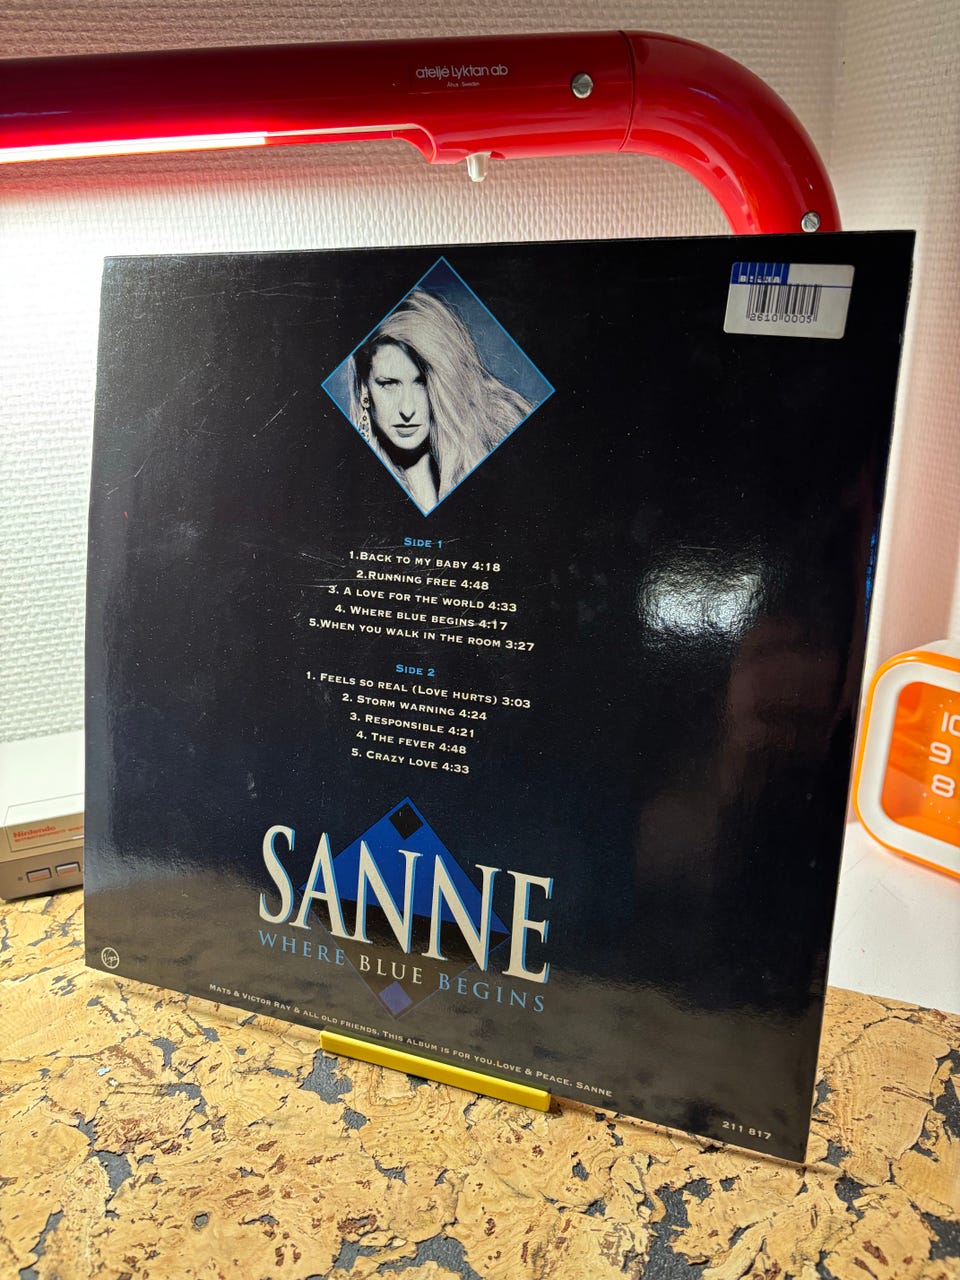 ateljé Lyktan ab
Åhus Sweden
2610 0005
SIDE 1
1.BACK TO MY BABY 4:18
2.RUNNING FREE 4:48
3. A LOVE FOR THE WORLD 4:33
4. WHERE BLUE BEGINS 4:17
5.WHEN YOU WALK IN THE ROOM 3:27
SIDE 2
1. FEELS SO REAL (LOVE HURTS) 3:03
2. STORM WARNING 4:24
3. RESPONSIBLE 4:21
4. THE FEVER 4:48
5. CRAZY LOVE 4:33
SANNE
WHERE BLUE BEGINS
Virgin
MATS & VICTOR RAY & ALL OLD FRIENDS. THIS ALBUM IS FOR YOU.LOVE & PEACE. SANNE
211 817
Nintendo
10
9
8